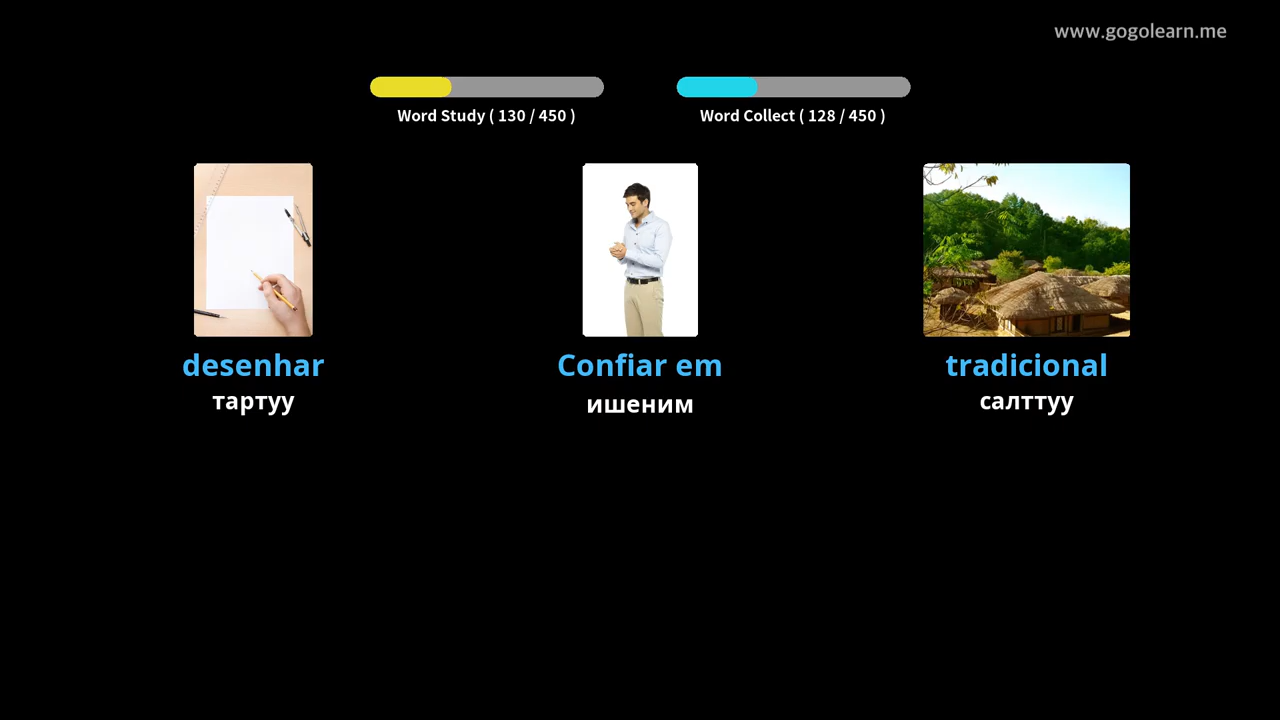 www.gogolearn.me
Word Study ( 130 / 450 )
Word Collect ( 128 / 450 )
desenhar
тартуу
Confiar em
ишеним
tradicional
салттуу